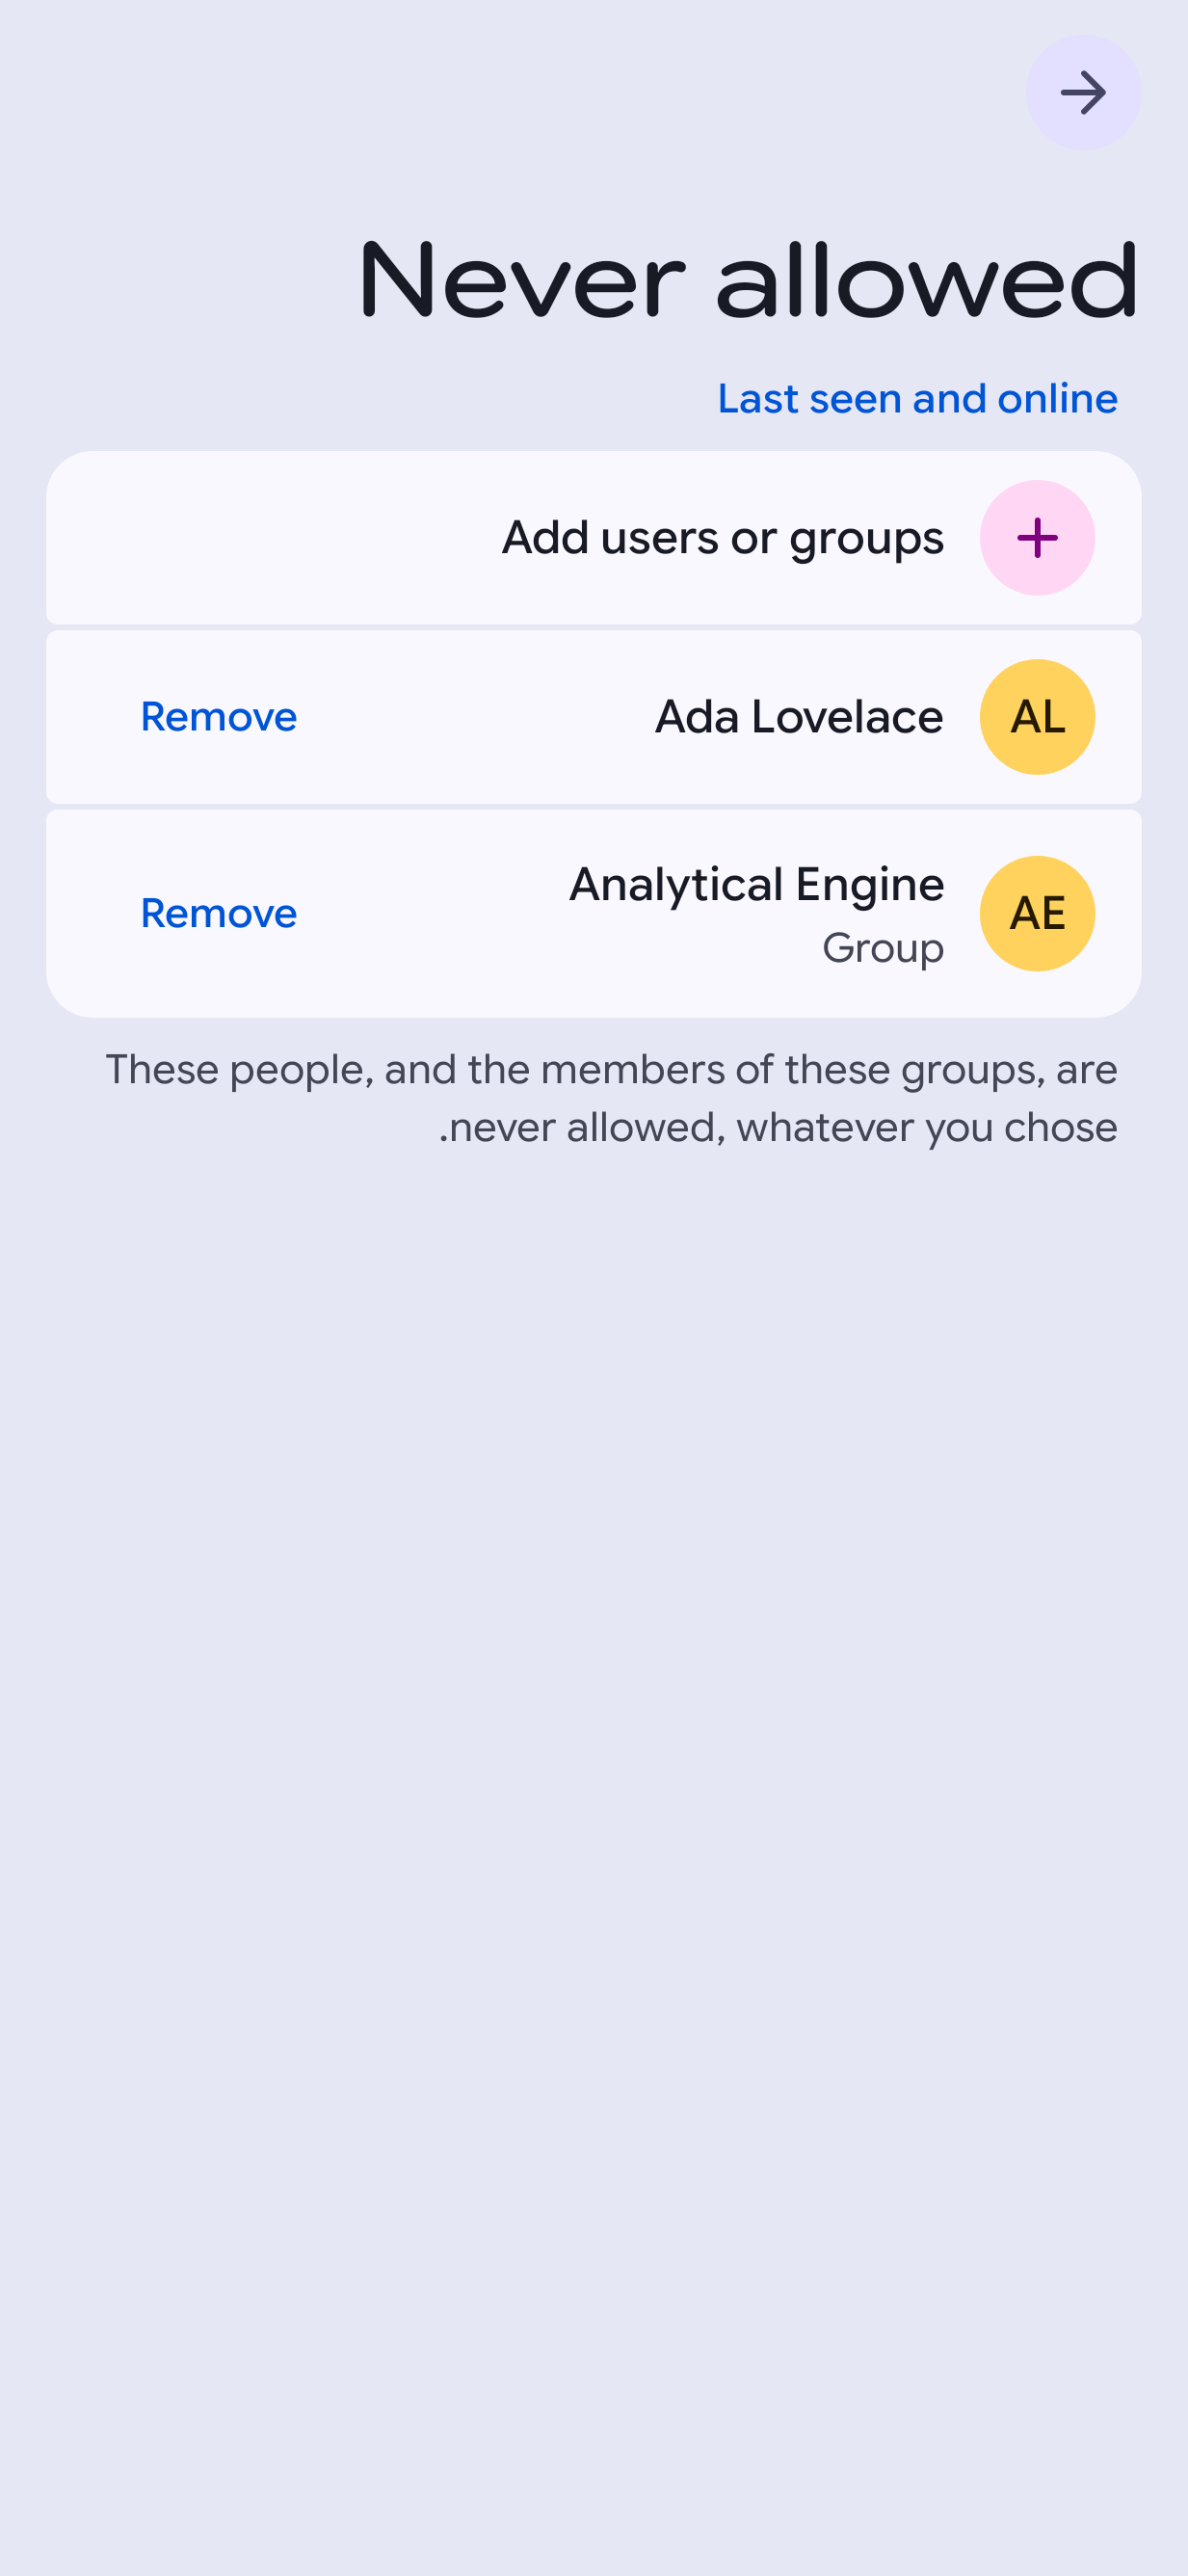 Never allowed
Last seen and online
Add users or groups
AL
Ada Lovelace
Remove
AE
Analytical Engine
Group
Remove
These people, and the members of these groups, are
never allowed, whatever you chose.